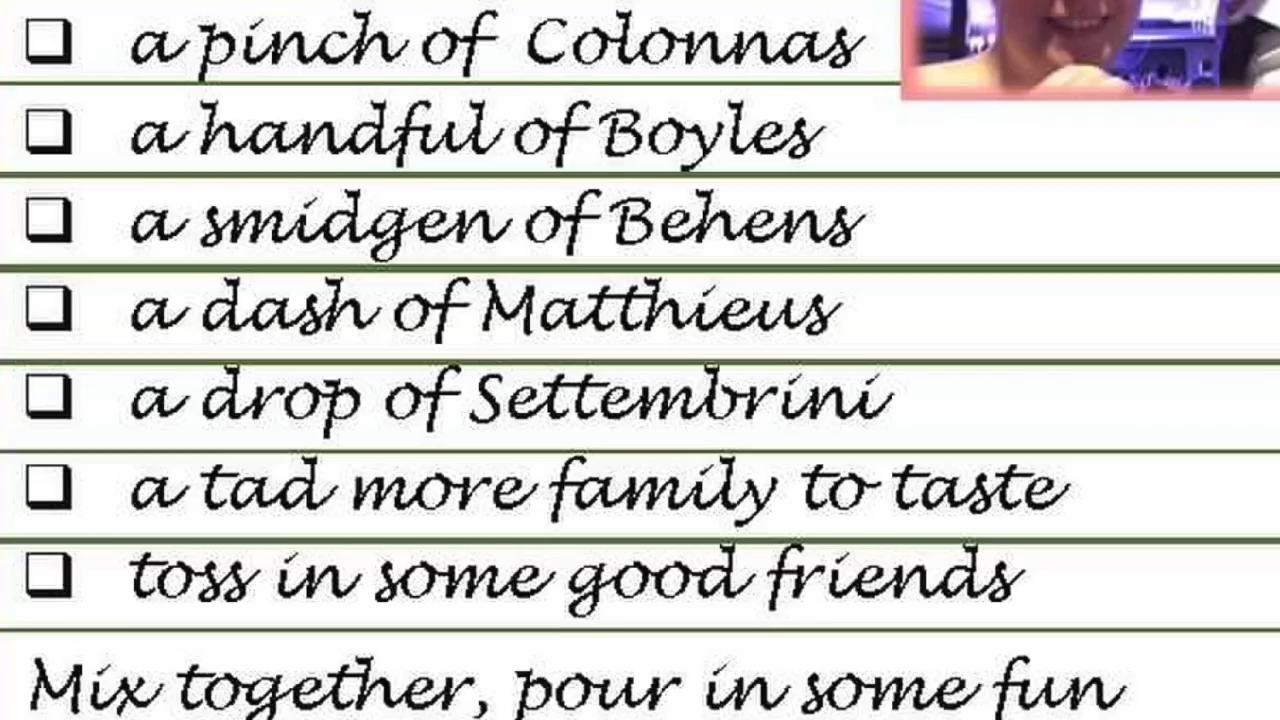 a pinch of Colonnas
a handful of Boyles
a smidgen of Behens
a dash of Matthieus
a drop of Settembrini
a tad more family to taste
toss in some good friends
Mix together, pour in some fun